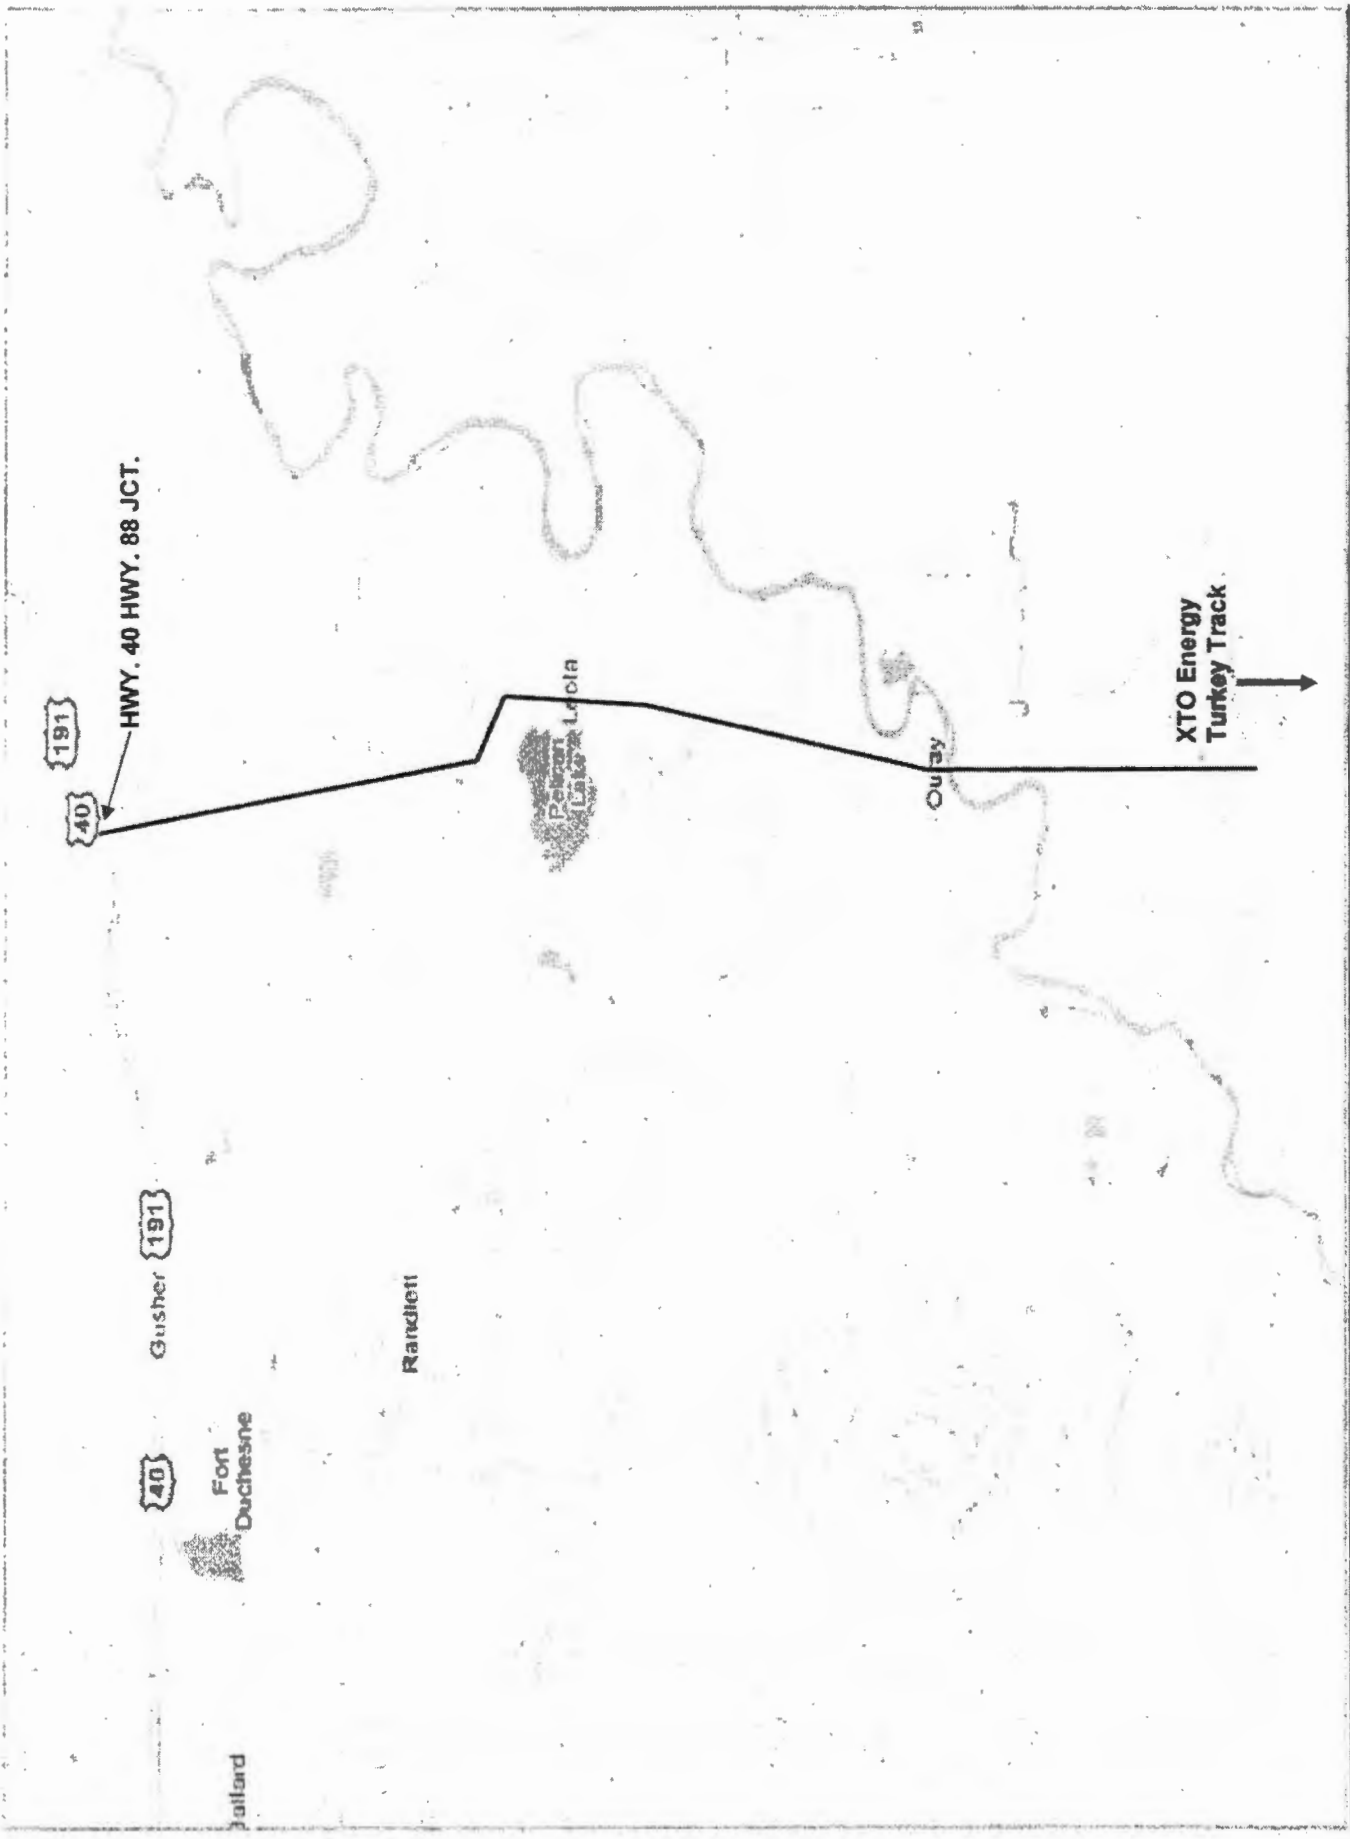 191
40
HWY. 40 HWY. 88 JCT.
40
Gusher
191
Fort
Duchesne
Ballard
Randlett
Pelican
Lake
Leota
Ouray
XTO Energy
Turkey Track